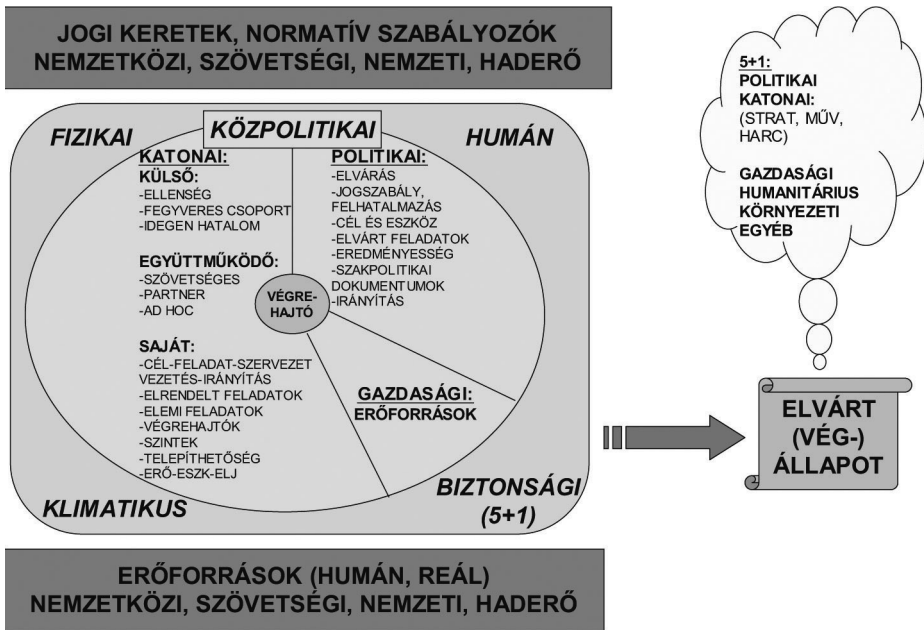 JOGI KERETEK, NORMATÍV SZABÁLYOZÓK
NEMZETKÖZI, SZÖVETSÉGI, NEMZETI, HADERŐ
FIZIKAI
KÖZPOLITIKAI
HUMÁN
KATONAI:
KÜLSŐ:
-ELLENSÉG
-FEGYVERES CSOPORT
-IDEGEN HATALOM
EGYÜTTMŰKÖDŐ:
-SZÖVETSÉGES
-PARTNER
-AD HOC
SAJÁT:
-CÉL-FELADAT-SZERVEZET
VEZETÉS-IRÁNYÍTÁS
-ELRENDELT FELADATOK
-ELEMI FELADATOK
-VÉGREHAJTÓK
-SZINTEK
-TELEPÍTHETŐSÉG
-ERŐ-ESZK-ELJ
POLITIKAI:
-ELVÁRÁS
-JOGSZABÁLY,
FELHATALMAZÁS
-CÉL ÉS ESZKÖZ
-ELVÁRT FELADATOK
-EREDMÉNYESSÉG
-SZAKPOLITIKAI
DOKUMENTUMOK
-IRÁNYÍTÁS
VÉGRE-
HAJTÓ
GAZDASÁGI:
ERŐFORRÁSOK
KLIMATIKUS
BIZTONSÁGI
(5+1)
ERŐFORRÁSOK (HUMÁN, REÁL)
NEMZETKÖZI, SZÖVETSÉGI, NEMZETI, HADERŐ
5+1:
POLITIKAI
KATONAI:
(STRAT, MŰV,
HARC)
GAZDASÁGI
HUMANITÁRIUS
KÖRNYEZETI
EGYÉB
ELVÁRT
(VÉG-)
ÁLLAPOT